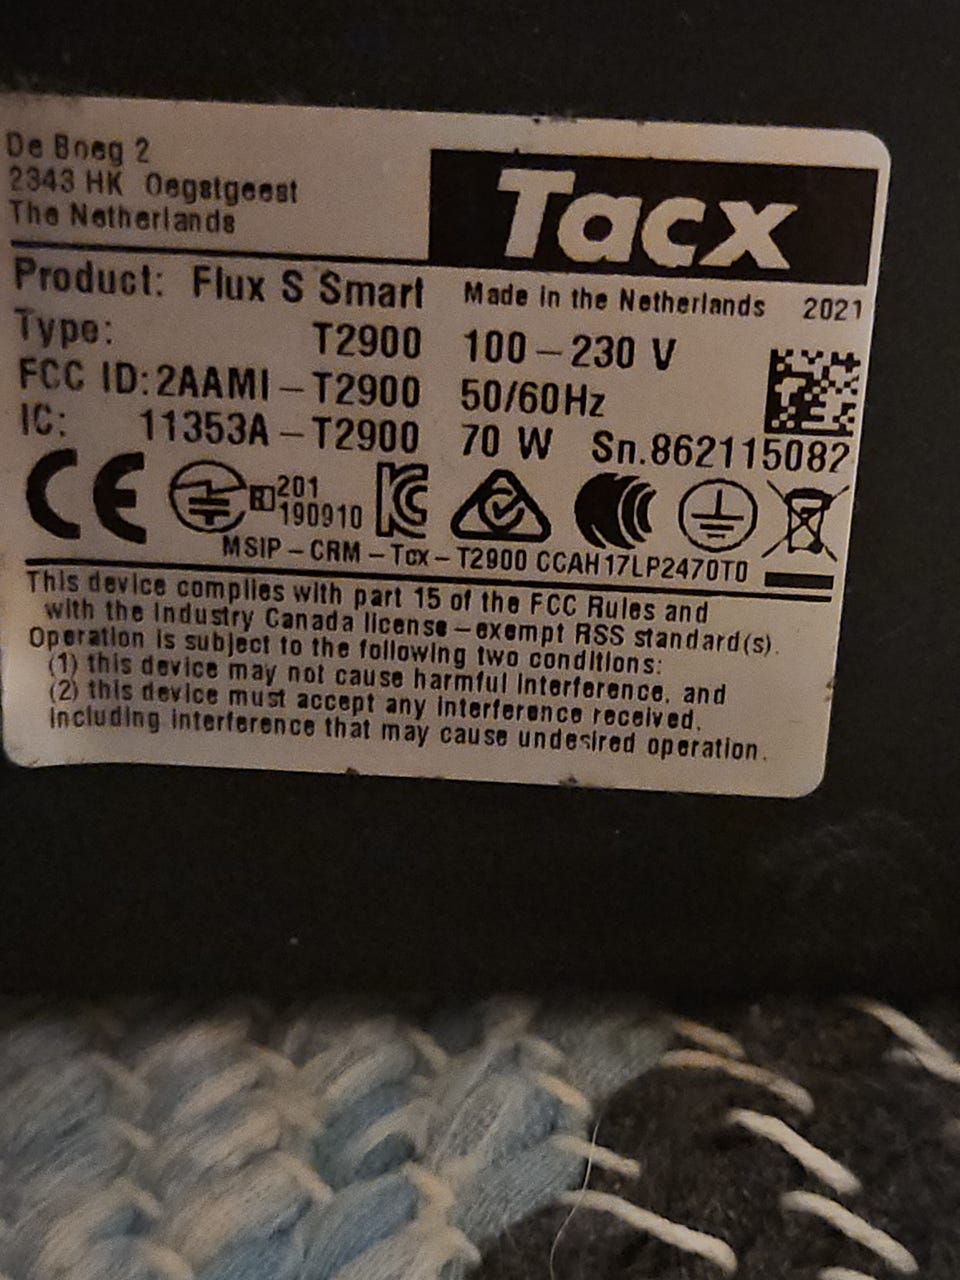 De Boeg 2
2343 HK Oegstgeest
The Netherlands
Tacx
Product: Flux S Smart
Made in the Netherlands 2021
Type: T2900
100 – 230 V
FCC ID: 2AAMI – T2900
50/60Hz
IC: 11353A – T2900
70 W Sn.862115082
CE
R
201
190910
MSIP – CRM – Tcx – T2900 CCAH17LP2470T0
This device complies with part 15 of the FCC Rules and
with the Industry Canada license – exempt RSS standard(s).
Operation is subject to the following two conditions:
(1) this device may not cause harmful interference, and
(2) this device must accept any interference received,
including interference that may cause undesired operation.